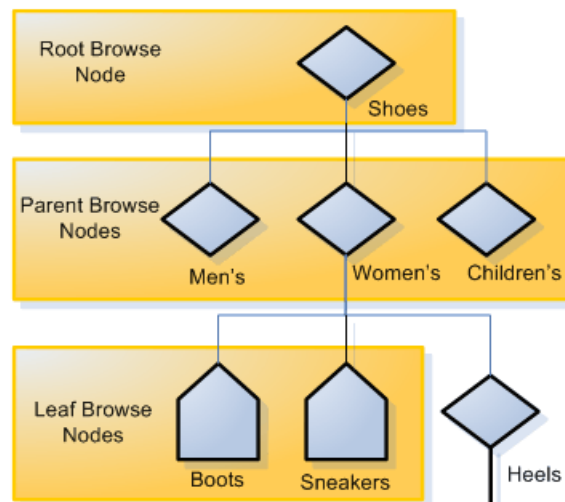 Root Browse
Node
Shoes
Parent Browse
Nodes
Men's
Women's
Children's
Leaf Browse
Nodes
Boots
Sneakers
Heels